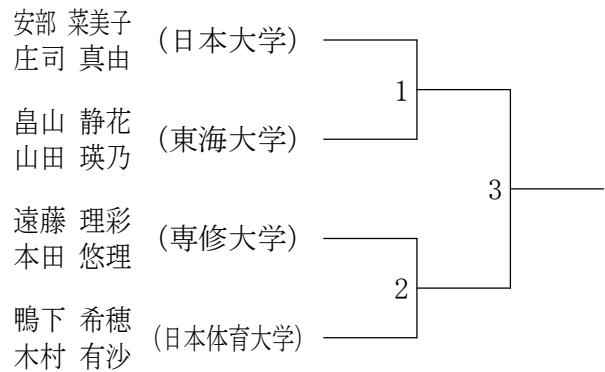 安部 菜美子
庄司 真由
(日本大学)
1
畠山 静花
山田 瑛乃
(東海大学)
3
遠藤 理彩
本田 悠理
(専修大学)
2
鴨下 希穂
木村 有沙
(日本体育大学)